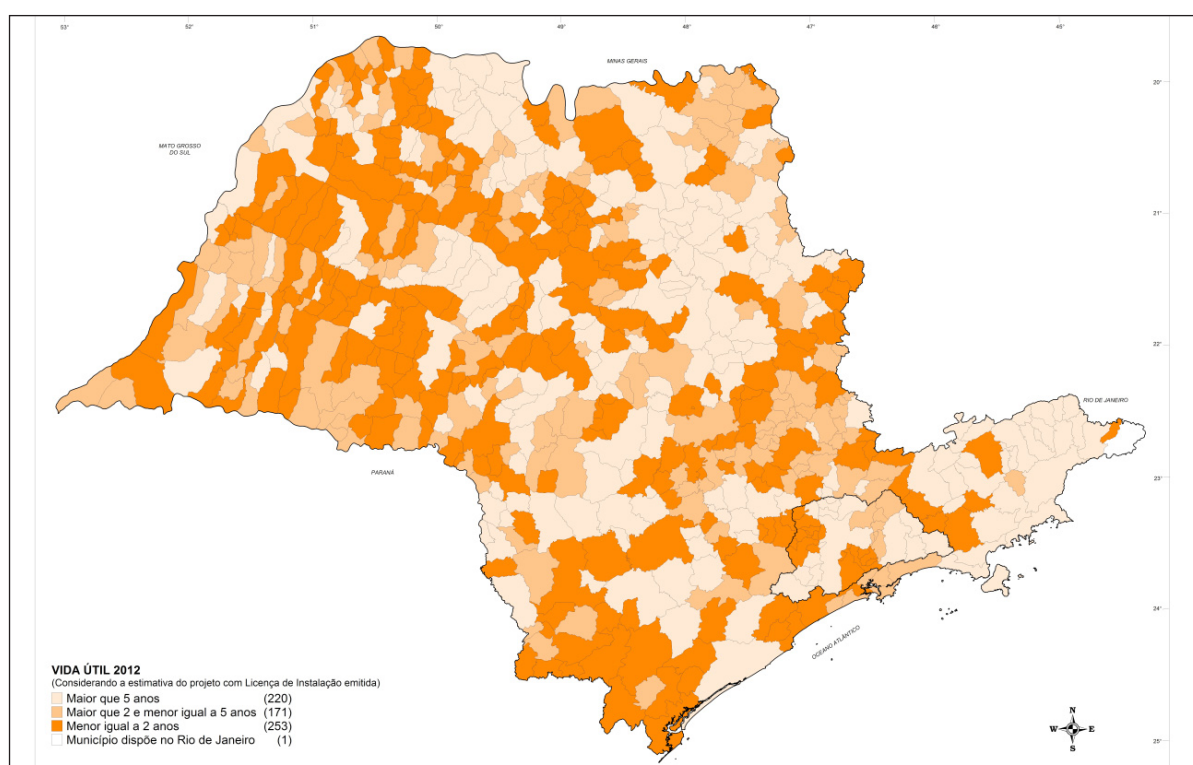 53°
52°
51°
50°
49°
48°
47°
46°
45°
MINAS GERAIS
20°
MATO GROSSO
DO SUL
21°
22°
RIO DE JANEIRO
PARANÁ
23°
24°
OCEANO ATLÂNTICO
VIDA ÚTIL 2012
(Considerando a estimativa do projeto com Licença de Instalação emitida)
Maior que 5 anos (220)
Maior que 2 e menor igual a 5 anos (171)
Menor igual a 2 anos (253)
Município dispõe no Rio de Janeiro (1)
N
W E
S
25°